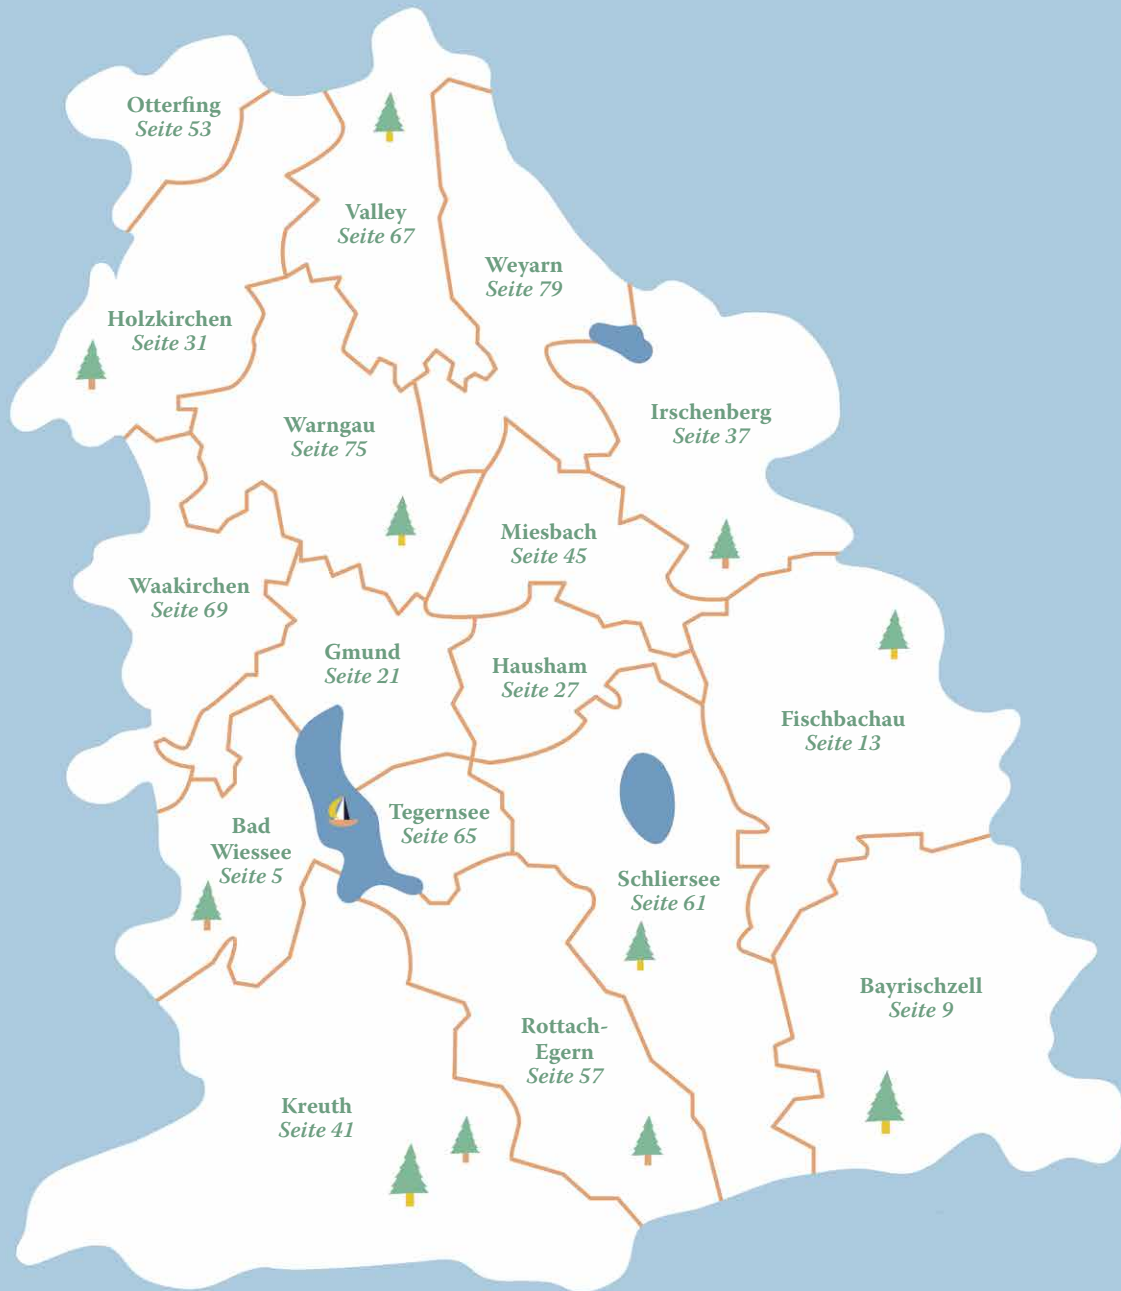 Otterfing
Seite 53
Valley
Seite 67
Weyarn
Seite 79
Holzkirchen
Seite 31
Irschenberg
Seite 37
Warngau
Seite 75
Miesbach
Seite 45
Waakirchen
Seite 69
Gmund
Seite 21
Hausham
Seite 27
Fischbachau
Seite 13
Tegernsee
Seite 65
Bad
Wiessee
Seite 5
Schliersee
Seite 61
Bayrischzell
Seite 9
Rottach-
Egern
Seite 57
Kreuth
Seite 41